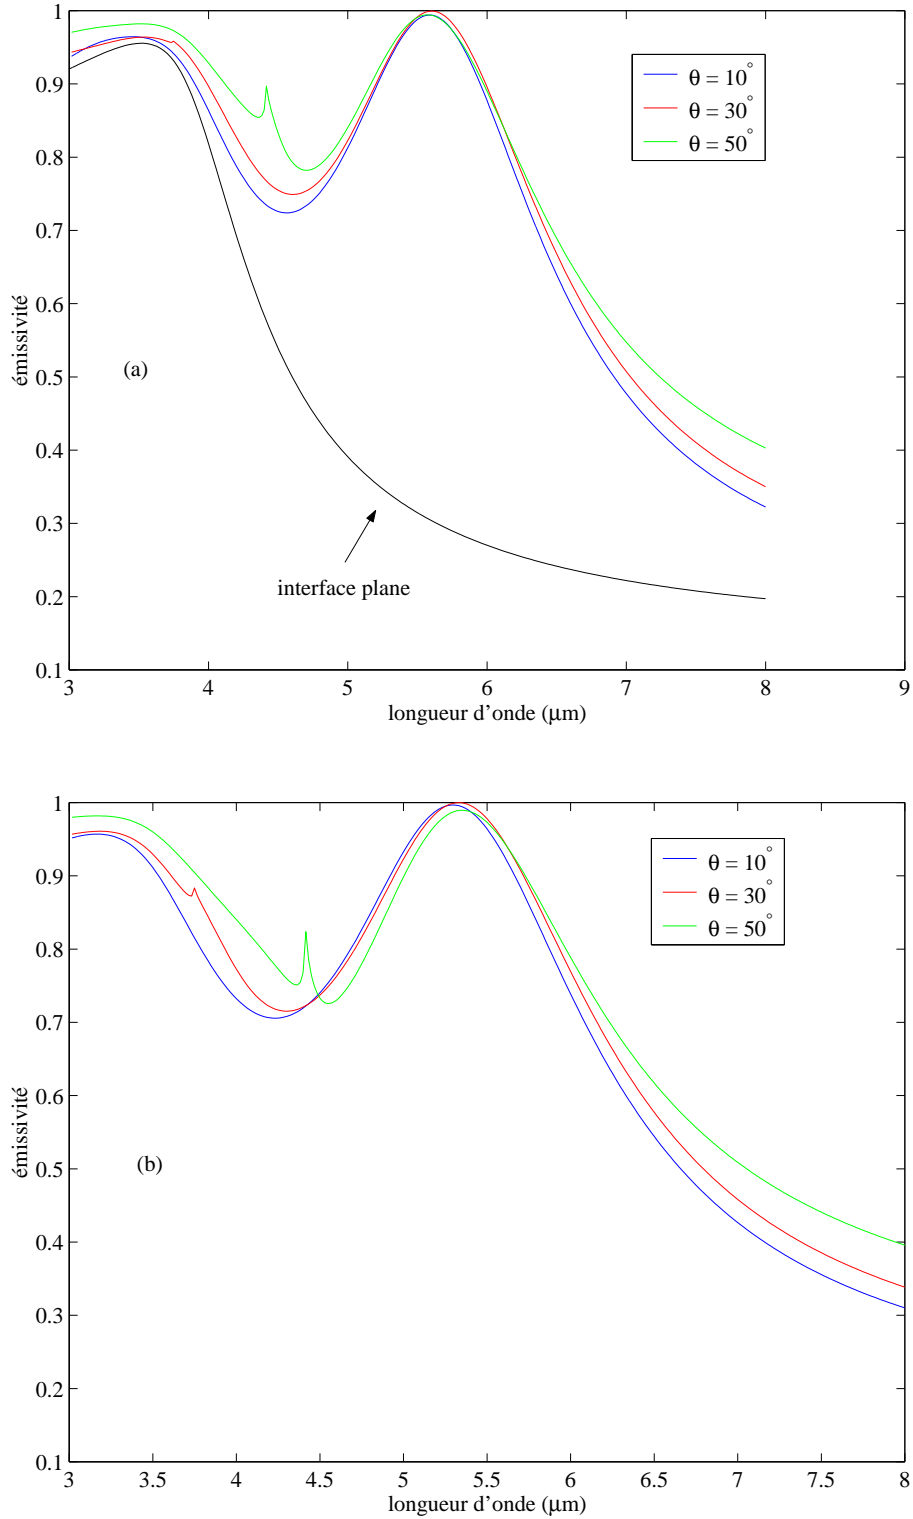 1
0.9
0.8
0.7
0.6
0.5
0.4
0.3
0.2
0.1
émissivité
θ = 10°
θ = 30°
θ = 50°
(a)
interface plane
3 4 5 6 7 8 9
longueur d’onde (μm)
1
0.9
0.8
0.7
0.6
0.5
0.4
0.3
0.2
0.1
émissivité
θ = 10°
θ = 30°
θ = 50°
(b)
3 3.5 4 4.5 5 5.5 6 6.5 7 7.5 8
longueur d’onde (μm)